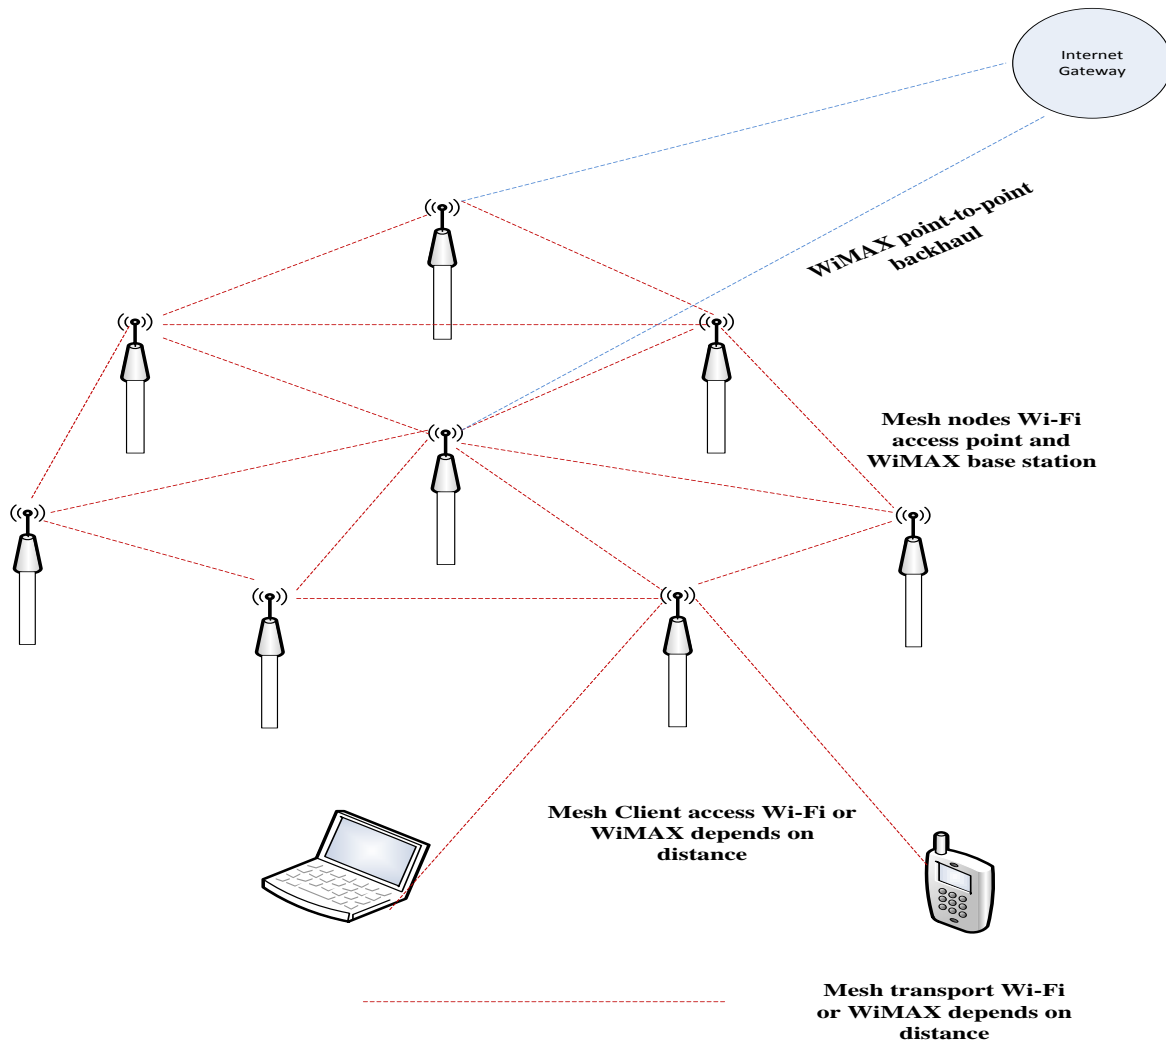 Internet
Gateway
WiMAX point-to-point
backhaul
Mesh nodes Wi-Fi
access point and
WiMAX base station
Mesh Client access Wi-Fi or
WiMAX depends on
distance
Mesh transport Wi-Fi
or WiMAX depends on
distance